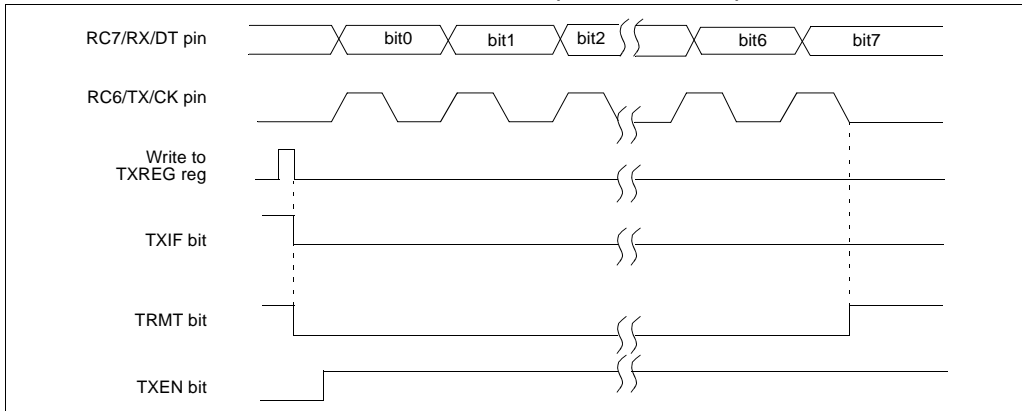 RC7/RX/DT pin
bit0
bit1
bit2
bit6
bit7
RC6/TX/CK pin
Write to
TXREG reg
TXIF bit
TRMT bit
TXEN bit